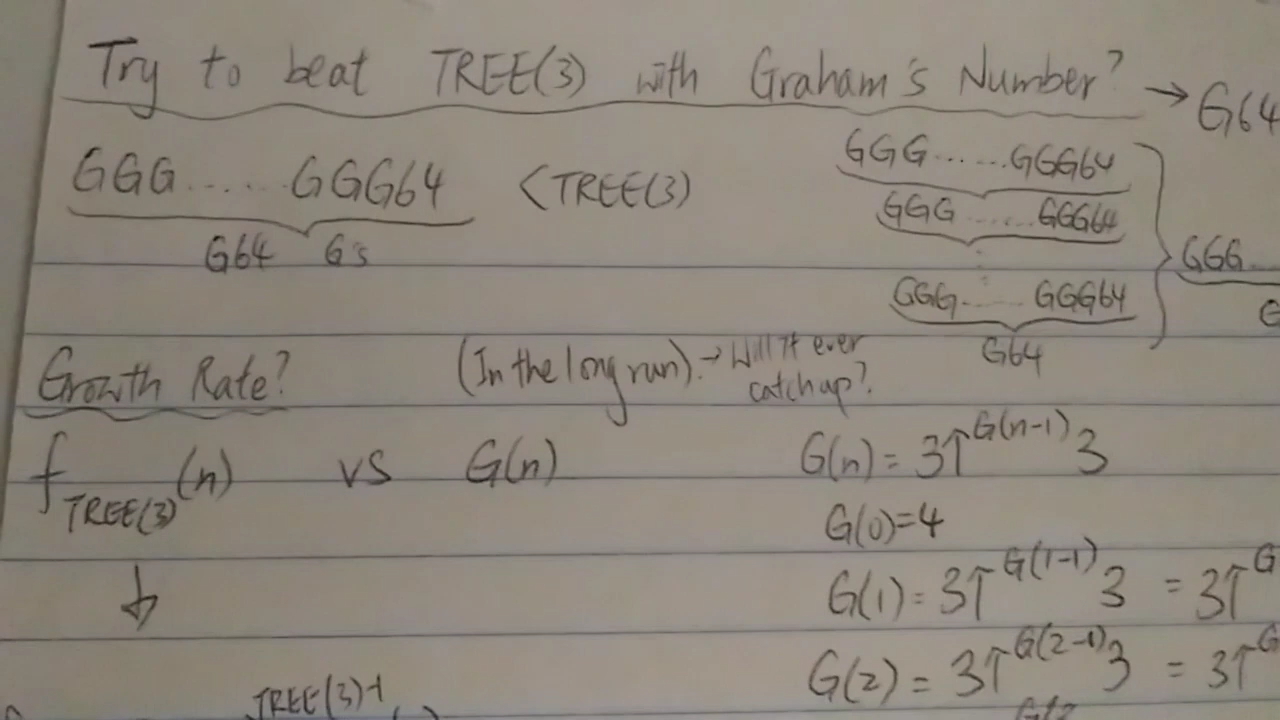 Try to beat TREE(3) with Graham's Number? → G64
GGG......GGG64 <TREE(3)
G64 G's
GGG......GGG64
GGG......GGG64
GGG......GGG64
G64
GGG..
Growth Rate? (In the long run). → Will it ever catch up?
f_TREE(3)(n) vs G(n)
G(n) = 3↑^G(n-1) 3
G(0)=4
G(1) = 3↑^G(1-1) 3 = 3↑^G
G(2) = 3↑^G(2-1) 3 = 3↑^G
TREE(3)-1